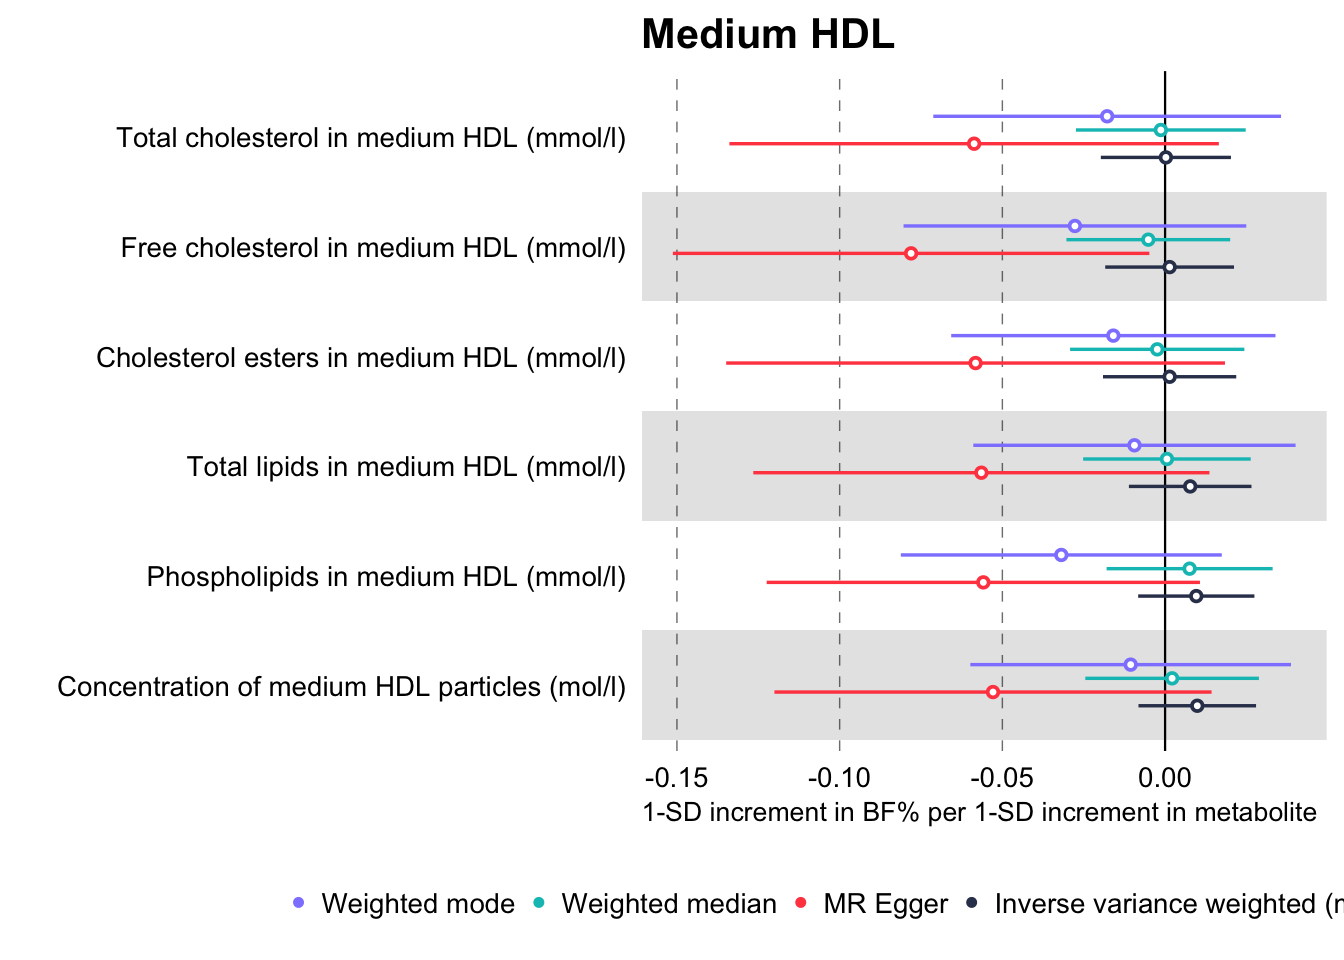 Medium HDL
Total cholesterol in medium HDL (mmol/l)
Free cholesterol in medium HDL (mmol/l)
Cholesterol esters in medium HDL (mmol/l)
Total lipids in medium HDL (mmol/l)
Phospholipids in medium HDL (mmol/l)
Concentration of medium HDL particles (mol/l)
-0.15 -0.10 -0.05 0.00
1-SD increment in BF% per 1-SD increment in metabolite
Weighted mode Weighted median MR Egger Inverse variance weighted